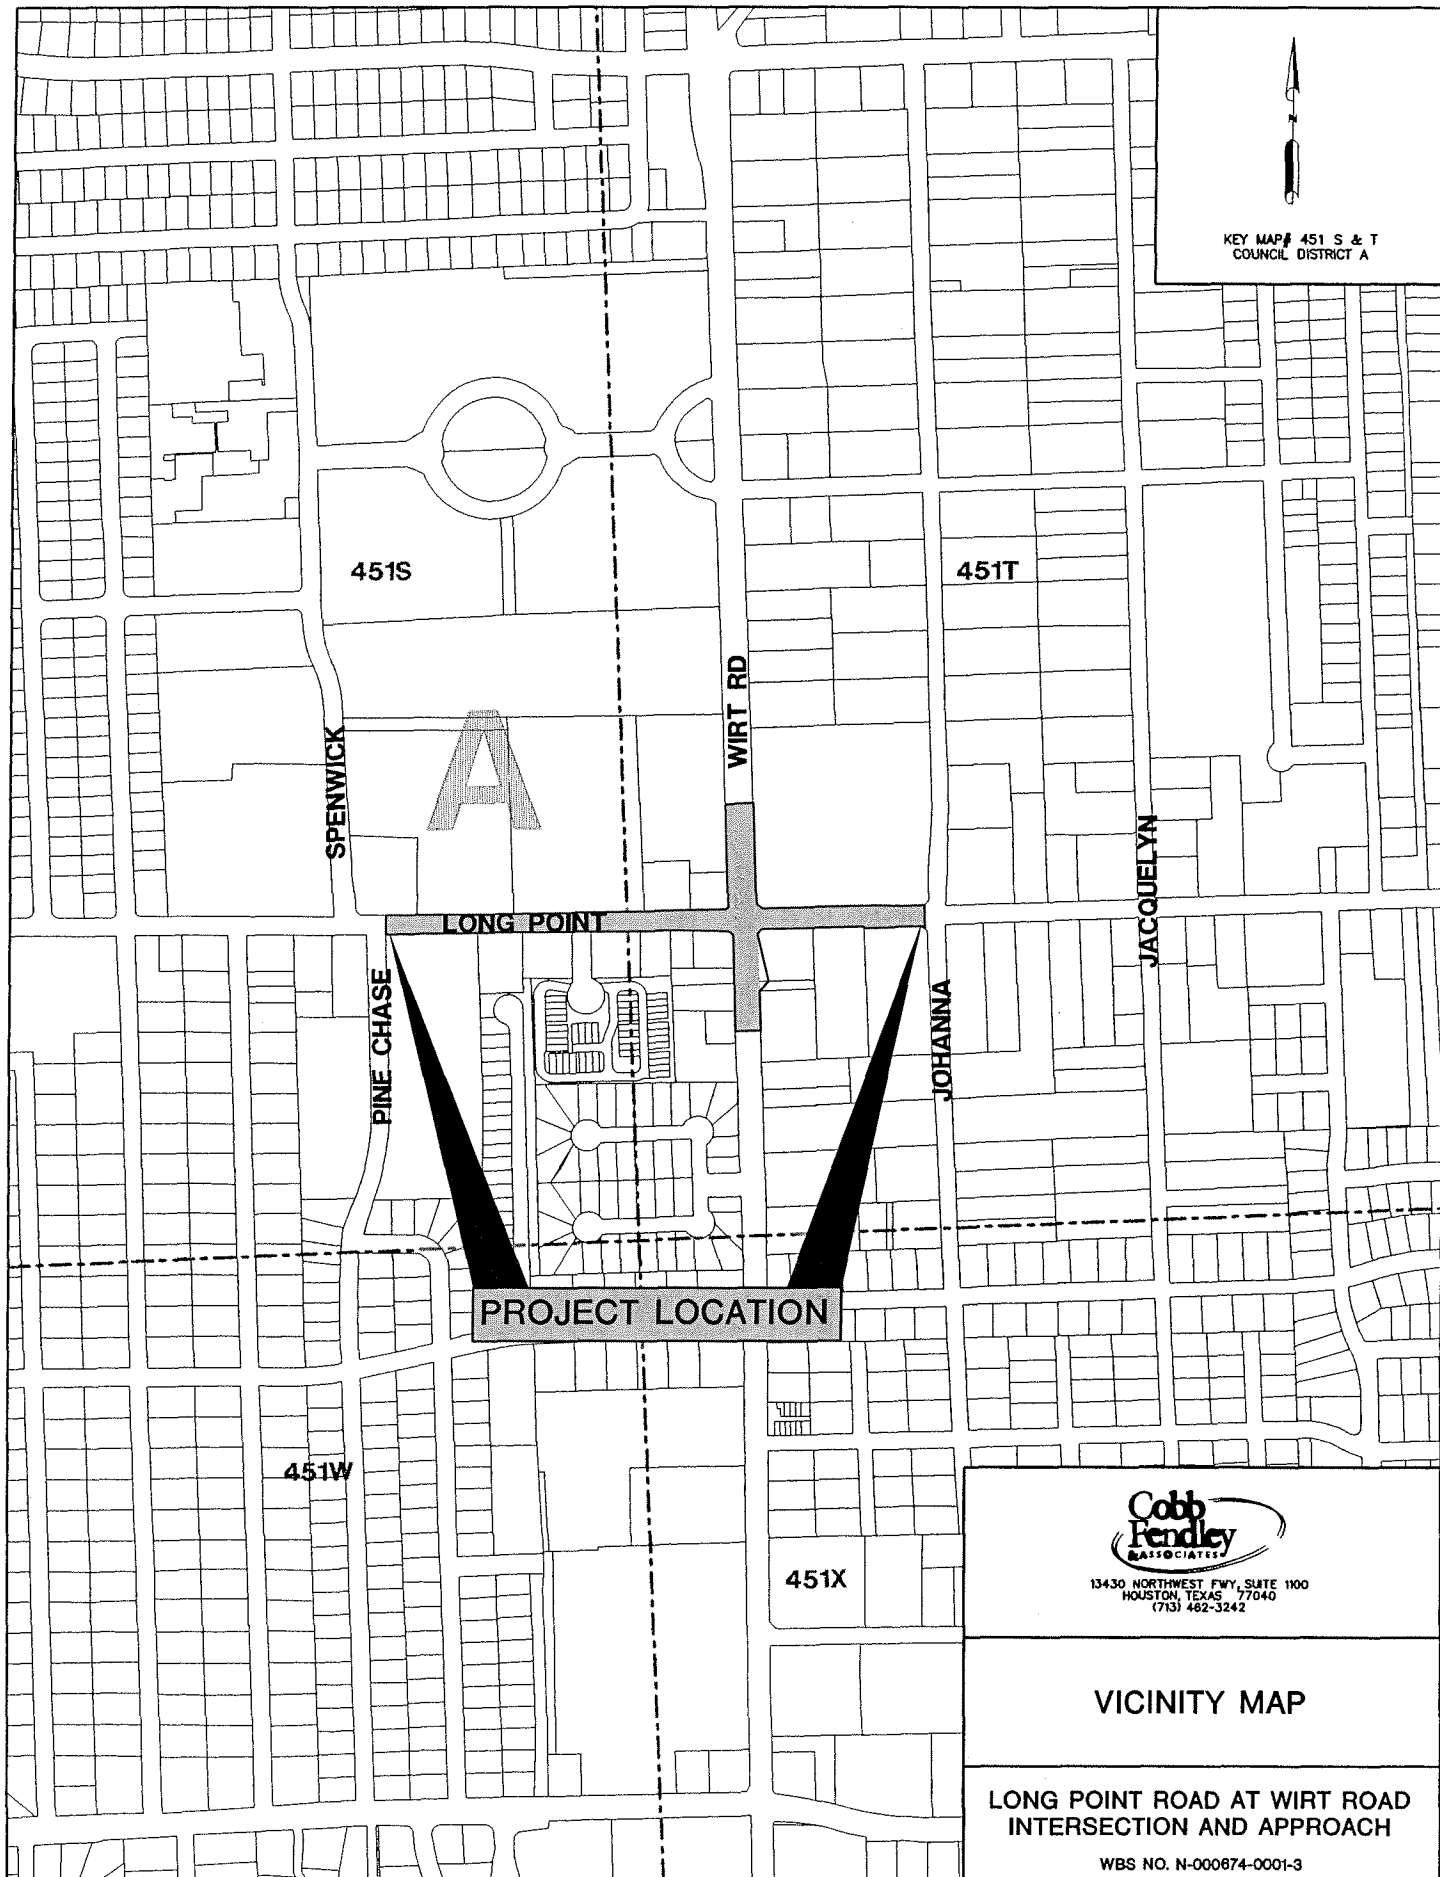 KEY MAP# 451 S & T
COUNCIL DISTRICT A
451S
451T
WIRT RD
SPENWICK
A
JACQUELYN
LONG POINT
PINE CHASE
JOHANNA
PROJECT LOCATION
451W
451X
Cobb
Fendley
& ASSOCIATES
13430 NORTHWEST FWY, SUITE 1100
HOUSTON, TEXAS 77040
(713) 462-3242
VICINITY MAP
LONG POINT ROAD AT WIRT ROAD
INTERSECTION AND APPROACH
WBS NO. N-000674-0001-3